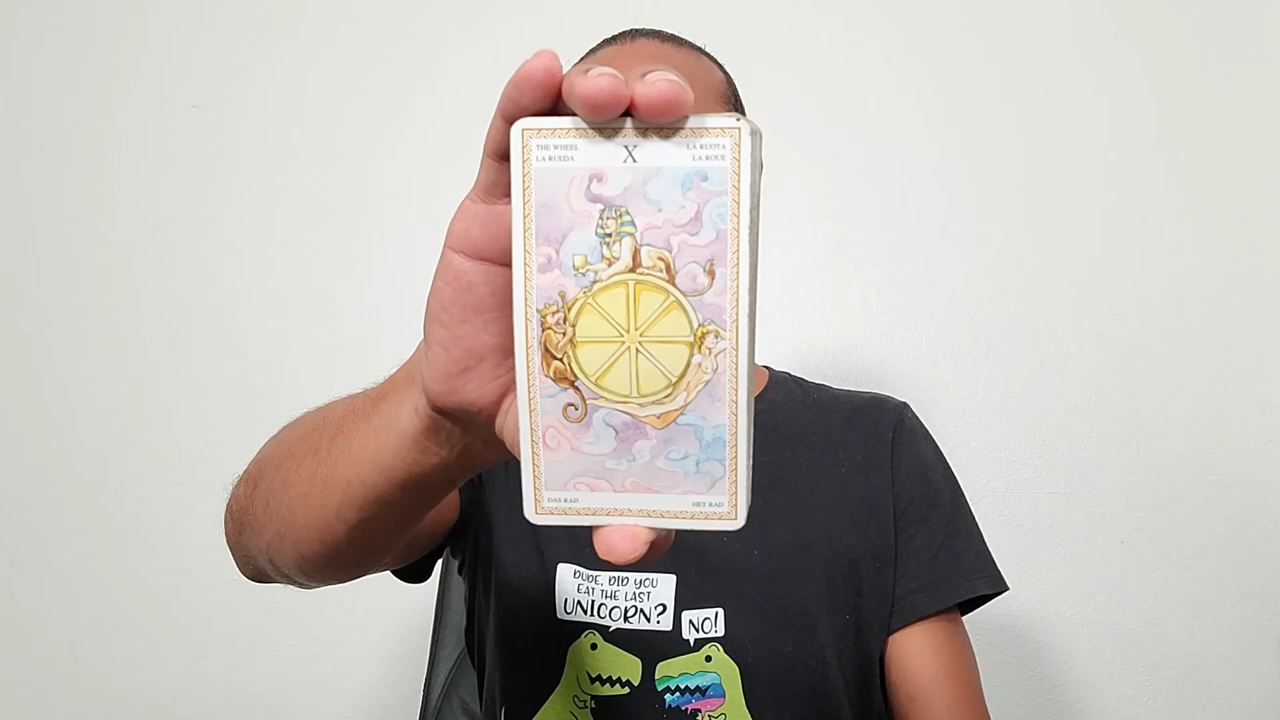 THE WHEEL
LA RUEDA
X
LA RUOTA
LA ROUE
DAS RAD
HET RAD
DUDE, DID YOU
EAT THE LAST
UNICORN?
NO!